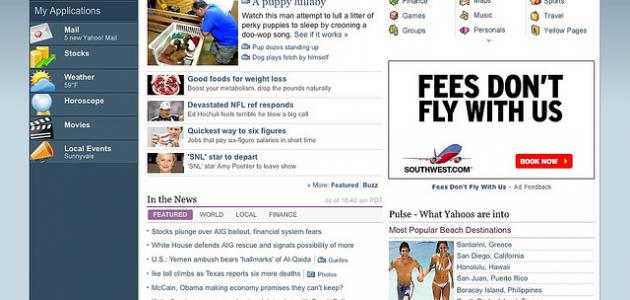 My Applications
Mail
5 new Yahoo! Mail
Stocks
Weather
59°F
Horoscope
Movies
Local Events
Sunnyvale
A puppy lullaby
Watch this man attempt to lull a litter of
perky puppies to sleep by crooning a
doo-wop song. See if it works »
Pup dozes standing up
Dog plays fetch by himself
Good foods for weight loss
Boost your metabolism, drop the pounds naturally
Devastated NFL ref responds
Ed Hochuli feels terrible he blew a big call
Quickest way to six figures
Jobs that pay six-figure salaries in short time
'SNL' star to depart
'SNL' star Amy Poehler to leave show
» More: Featured | Buzz
In the News
as of 10:40 am PDT
FEATURED WORLD LOCAL FINANCE
• Stocks plunge over AIG bailout, financial system fears
• White House defends AIG rescue and signals possibility of more
• U.S.: Yemen ambush bears 'hallmarks' of Al-Qaida | Gunfire
• Ike toll climbs as Texas reports six more deaths | Photos
• McCain, Obama making economy promises they can't keep?
Finance Maps Sports
Games Music Travel
Groups Personals Yellow Pages
FEES DON'T
FLY WITH US
SOUTHWEST.COM
BOOK NOW
Fees Don't Fly With Us - Ad Feedback
Pulse - What Yahoos are into
Most Popular Beach Destinations
Santorini, Greece
San Diego, California
Honolulu, Hawaii
San Juan, Puerto Rico
Boracay Island, Philippines